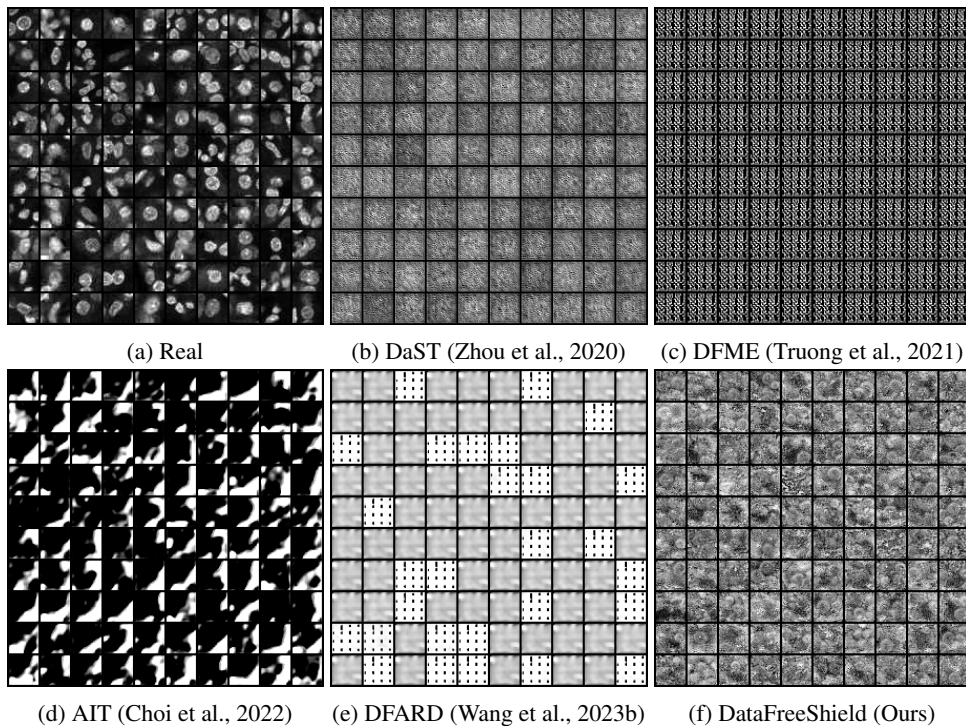 (a) Real
(b) DaST (Zhou et al., 2020)
(c) DFME (Truong et al., 2021)
(d) AIT (Choi et al., 2022)
(e) DFARD (Wang et al., 2023b)
(f) DataFreeShield (Ours)